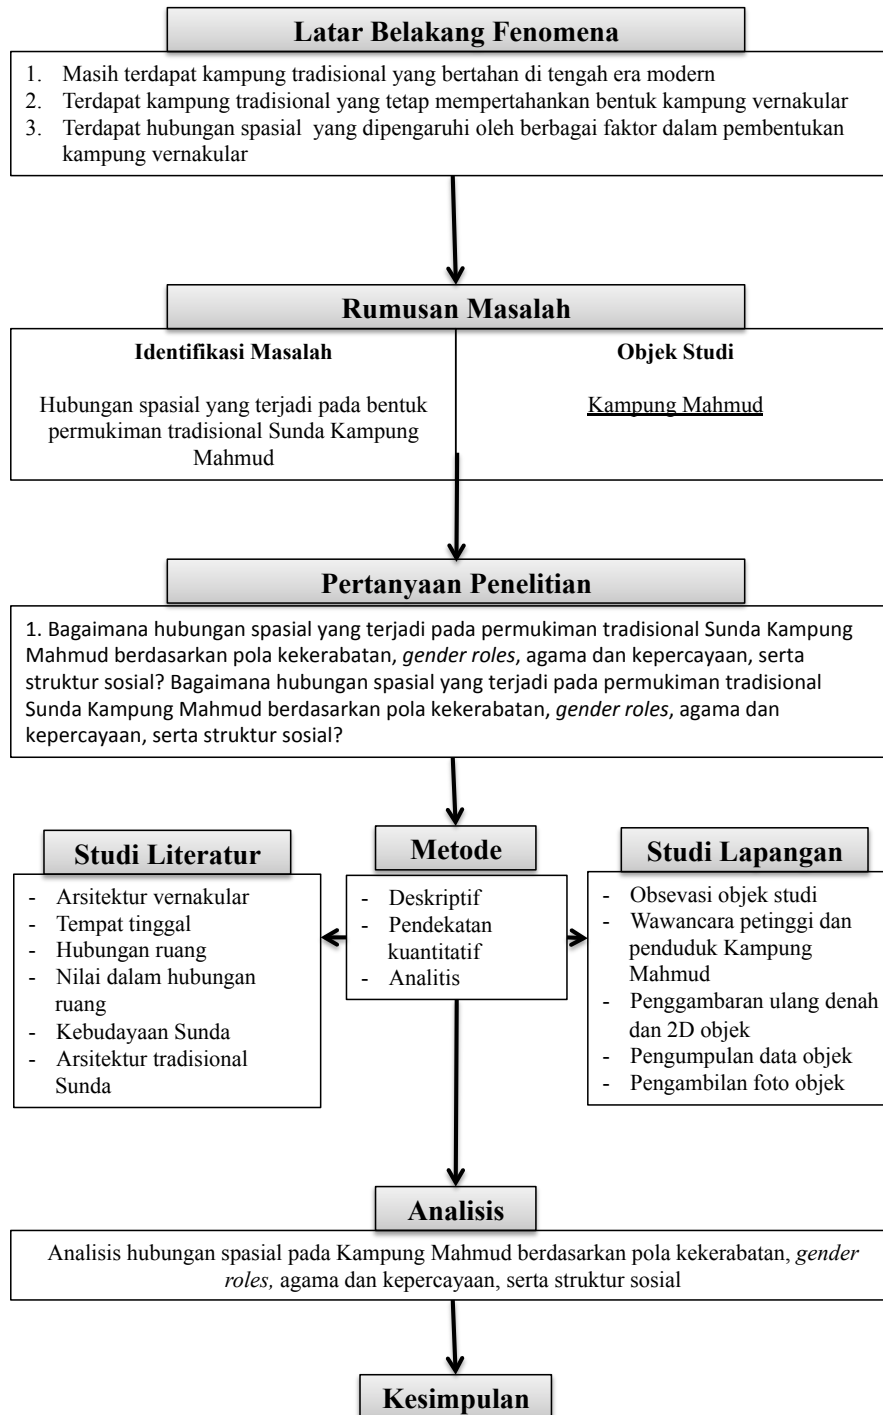 Latar Belakang Fenomena
1. Masih terdapat kampung tradisional yang bertahan di tengah era modern
2. Terdapat kampung tradisional yang tetap mempertahankan bentuk kampung vernakular
3. Terdapat hubungan spasial yang dipengaruhi oleh berbagai faktor dalam pembentukan
kampung vernakular
Rumusan Masalah
Identifikasi Masalah
Hubungan spasial yang terjadi pada bentuk
permukiman tradisional Sunda Kampung
Mahmud
Objek Studi
Kampung Mahmud
Pertanyaan Penelitian
1. Bagaimana hubungan spasial yang terjadi pada permukiman tradisional Sunda Kampung
Mahmud berdasarkan pola kekerabatan, gender roles, agama dan kepercayaan, serta
struktur sosial? Bagaimana hubungan spasial yang terjadi pada permukiman tradisional
Sunda Kampung Mahmud berdasarkan pola kekerabatan, gender roles, agama dan
kepercayaan, serta struktur sosial?
Studi Literatur
- Arsitektur vernakular
- Tempat tinggal
- Hubungan ruang
- Nilai dalam hubungan
ruang
- Kebudayaan Sunda
- Arsitektur tradisional
Sunda
Metode
- Deskriptif
- Pendekatan
kuantitatif
- Analitis
Studi Lapangan
- Obsevasi objek studi
- Wawancara petinggi dan
penduduk Kampung
Mahmud
- Penggambaran ulang denah
dan 2D objek
- Pengumpulan data objek
- Pengambilan foto objek
Analisis
Analisis hubungan spasial pada Kampung Mahmud berdasarkan pola kekerabatan, gender
roles, agama dan kepercayaan, serta struktur sosial
Kesimpulan